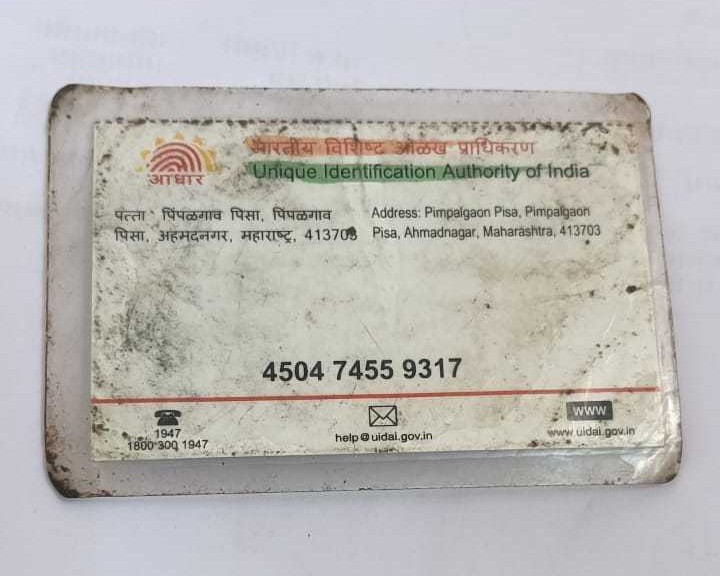 आधार
भारतीय विशिष्ट ओळख प्राधिकरण
Unique Identification Authority of India
पत्ता पिंपळगाव पिसा, पिंपळगाव
पिसा, अहमदनगर, महाराष्ट्र, 413703
Address: Pimpalgaon Pisa, Pimpalgaon
Pisa, Ahmadnagar, Maharashtra, 413703
4504 7455 9317
1947
1800 300 1947
help@uidai.gov.in
www
www.uidai.gov.in